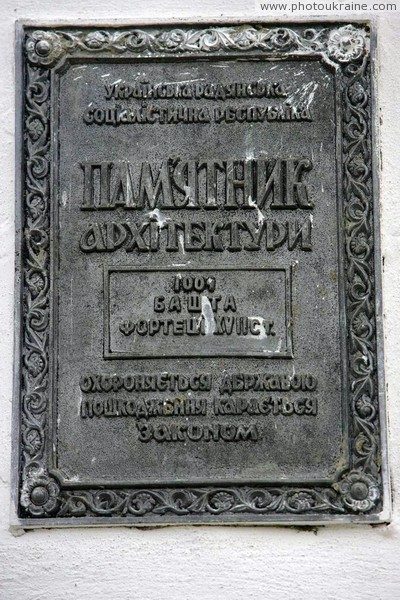 www.photoukraine.com
УКРАЇНСЬКА РАДЯНСЬКА
СОЦІАЛІСТИЧНА РЕСПУБЛІКА
ПАМ'ЯТНИК
АРХІТЕКТУРИ
1004
БАШТА
ФОРТЕЦІ XVII СТ.
ОХОРОНЯЄТЬСЯ ДЕРЖАВОЮ
ПОШКОДЖЕННЯ КАРАЄТЬСЯ
ЗАКОНОМ